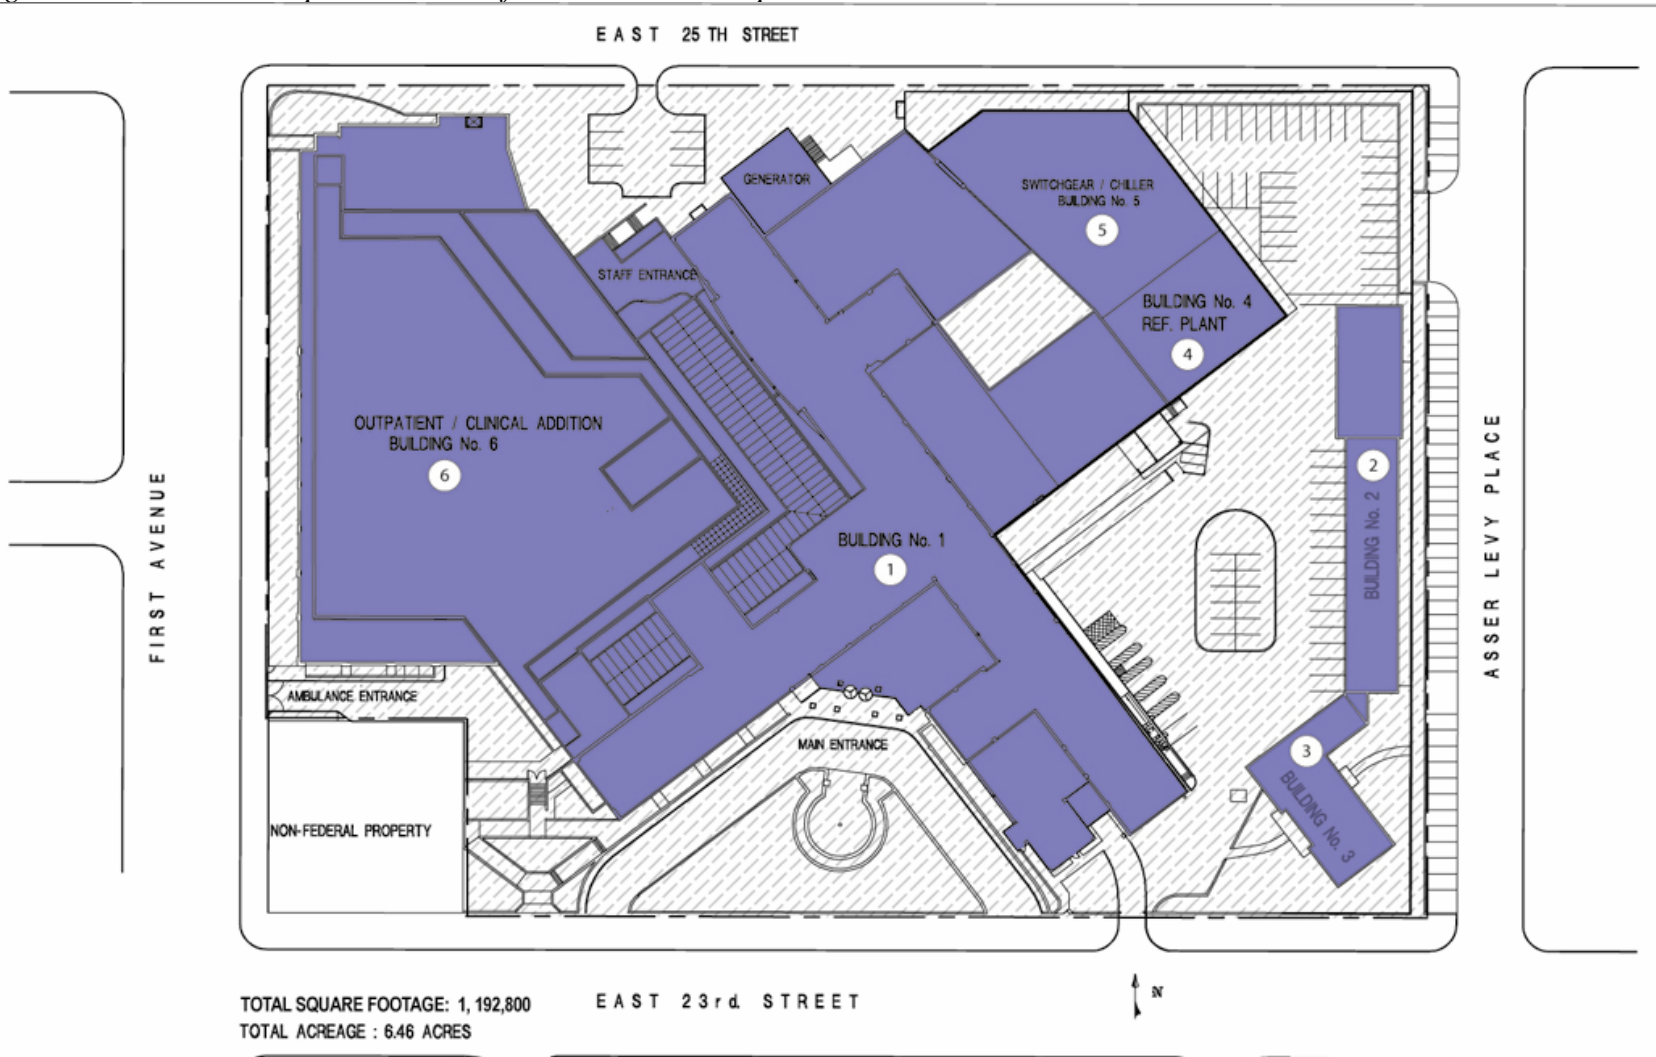 EAST 25 TH STREET
GENERATOR
SWITCHGEAR / CHILLER
BUILDING No. 5
5
STAFF ENTRANCE
BUILDING No. 4
REF. PLANT
4
OUTPATIENT / CLINICAL ADDITION
BUILDING No. 6
6
FIRST AVENUE
BUILDING No. 1
1
2
BUILDING No. 2
ASSER LEVY PLACE
AMBULANCE ENTRANCE
MAIN ENTRANCE
3
BUILDING No. 3
NON-FEDERAL PROPERTY
TOTAL SQUARE FOOTAGE: 1, 192,800
TOTAL ACREAGE : 6.46 ACRES
EAST 23rd. STREET
N